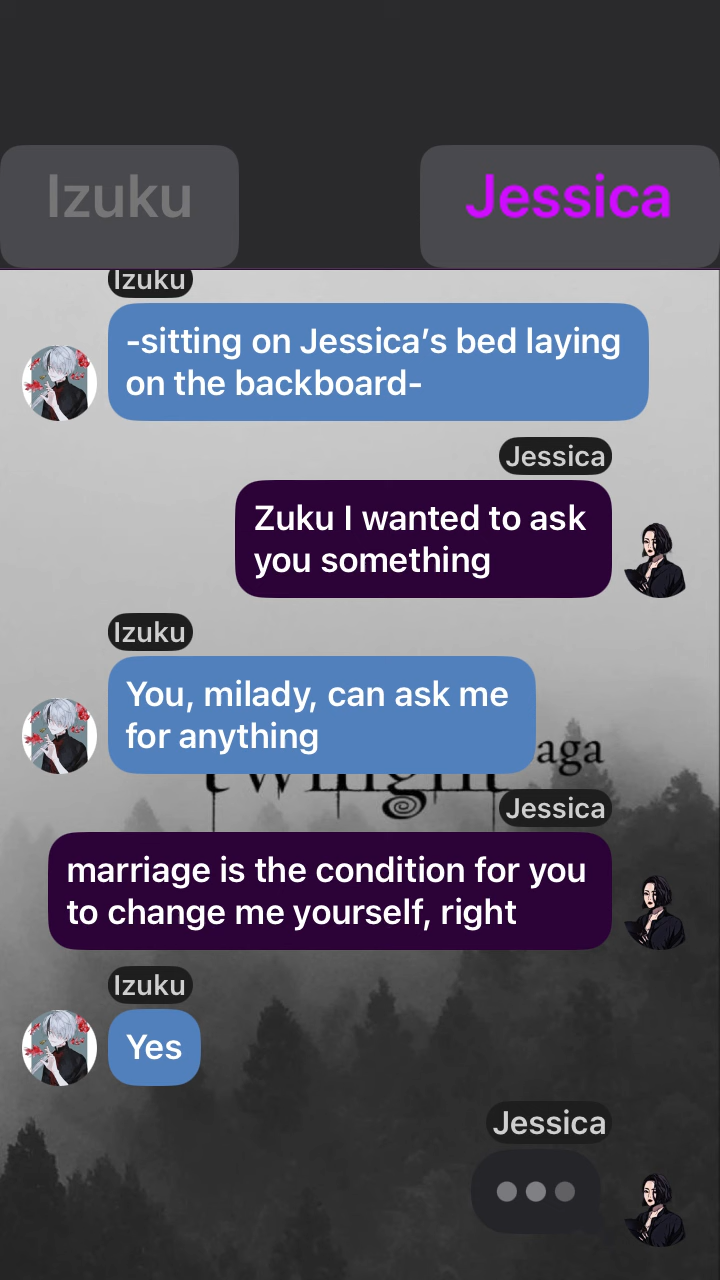 Izuku
Jessica
Izuku
-sitting on Jessica’s bed laying
on the backboard-
Jessica
Zuku I wanted to ask
you something
Izuku
You, milady, can ask me
for anything
aga
twilight
Jessica
marriage is the condition for you
to change me yourself, right
Izuku
Yes
Jessica